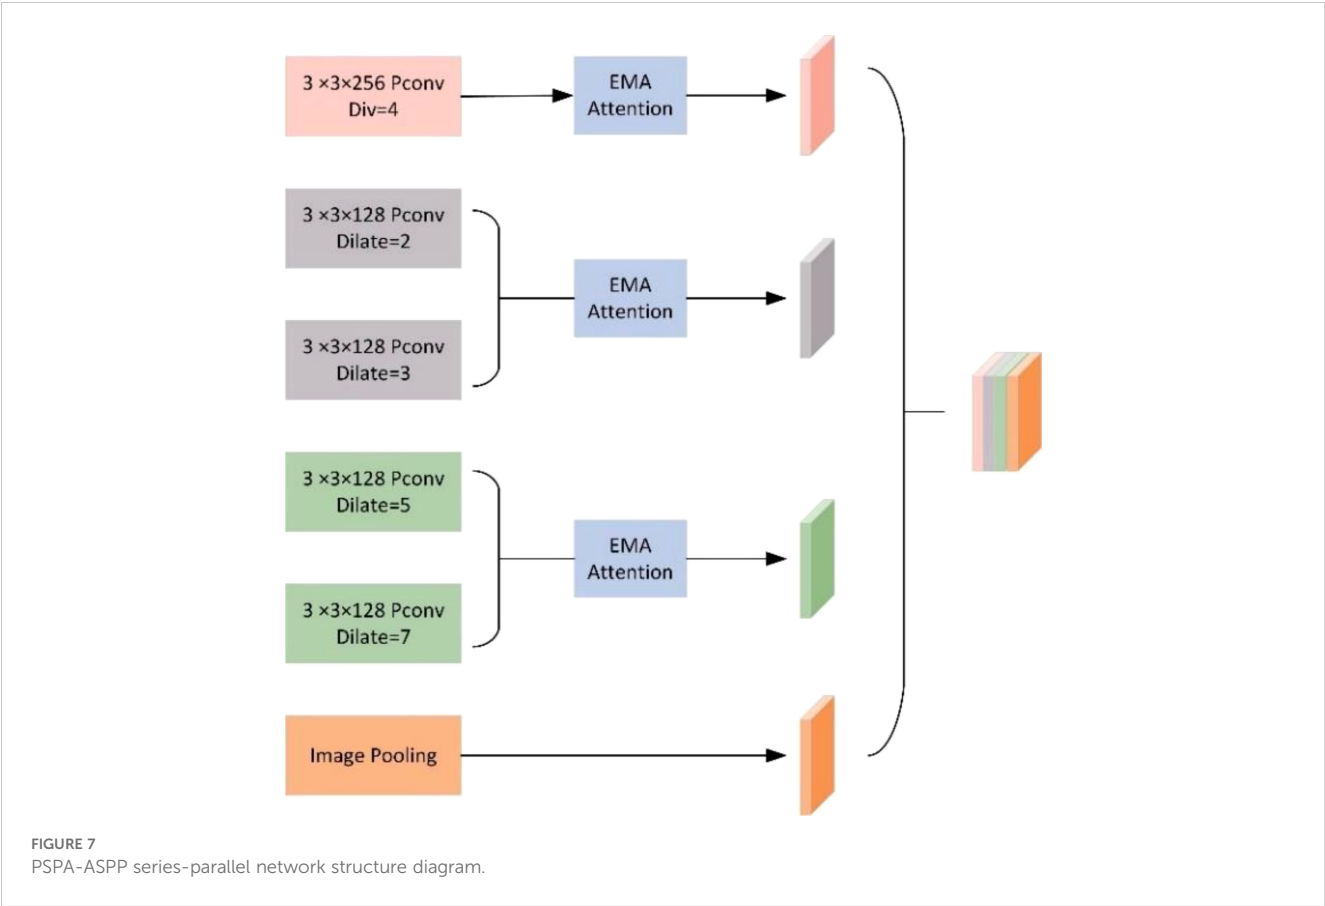 3 ×3×256 Pconv
Div=4
EMA
Attention
3 ×3×128 Pconv
Dilate=2
EMA
Attention
3 ×3×128 Pconv
Dilate=3
3 ×3×128 Pconv
Dilate=5
EMA
Attention
3 ×3×128 Pconv
Dilate=7
Image Pooling
FIGURE 7
PSPA-ASPP series-parallel network structure diagram.